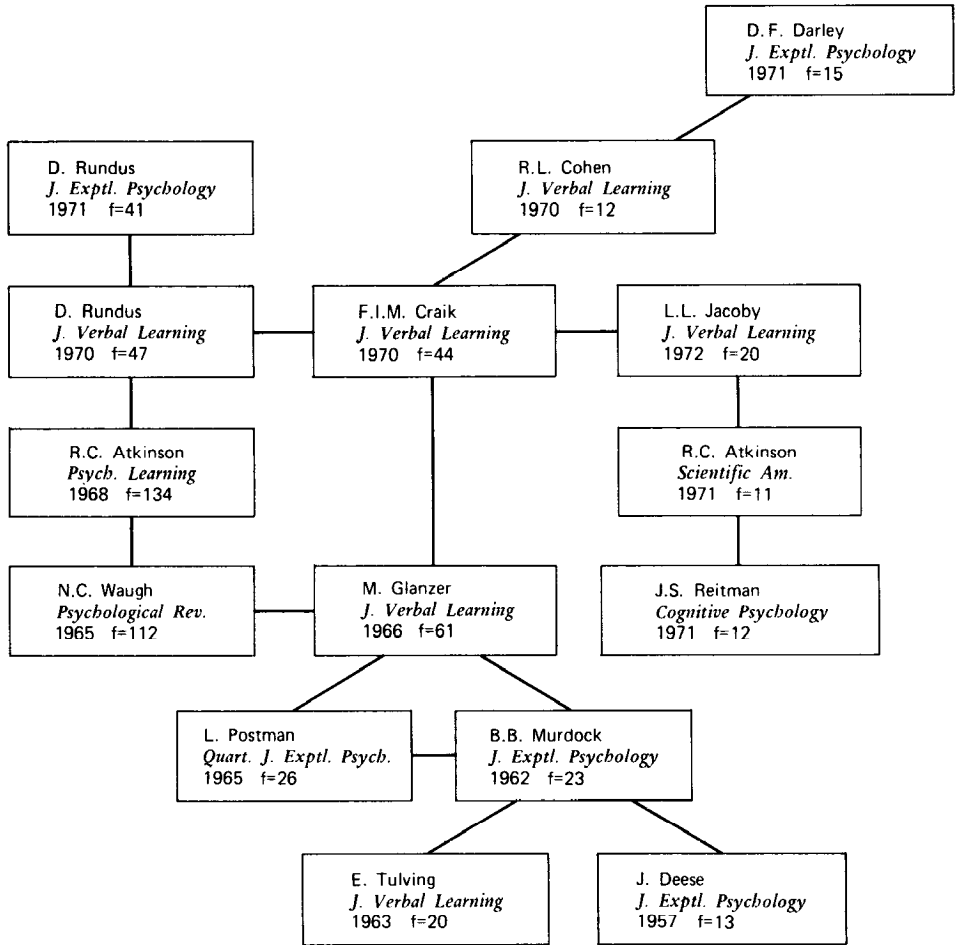 D.F. Darley
J. Exptl. Psychology
1971 f=15
D. Rundus
J. Exptl. Psychology
1971 f=41
R.L. Cohen
J. Verbal Learning
1970 f=12
D. Rundus
J. Verbal Learning
1970 f=47
F.I.M. Craik
J. Verbal Learning
1970 f=44
L.L. Jacoby
J. Verbal Learning
1972 f=20
R.C. Atkinson
Psych. Learning
1968 f=134
R.C. Atkinson
Scientific Am.
1971 f=11
N.C. Waugh
Psychological Rev.
1965 f=112
M. Glanzer
J. Verbal Learning
1966 f=61
J.S. Reitman
Cognitive Psychology
1971 f=12
L. Postman
Quart. J. Exptl. Psych.
1965 f=26
B.B. Murdock
J. Exptl. Psychology
1962 f=23
E. Tulving
J. Verbal Learning
1963 f=20
J. Deese
J. Exptl. Psychology
1957 f=13